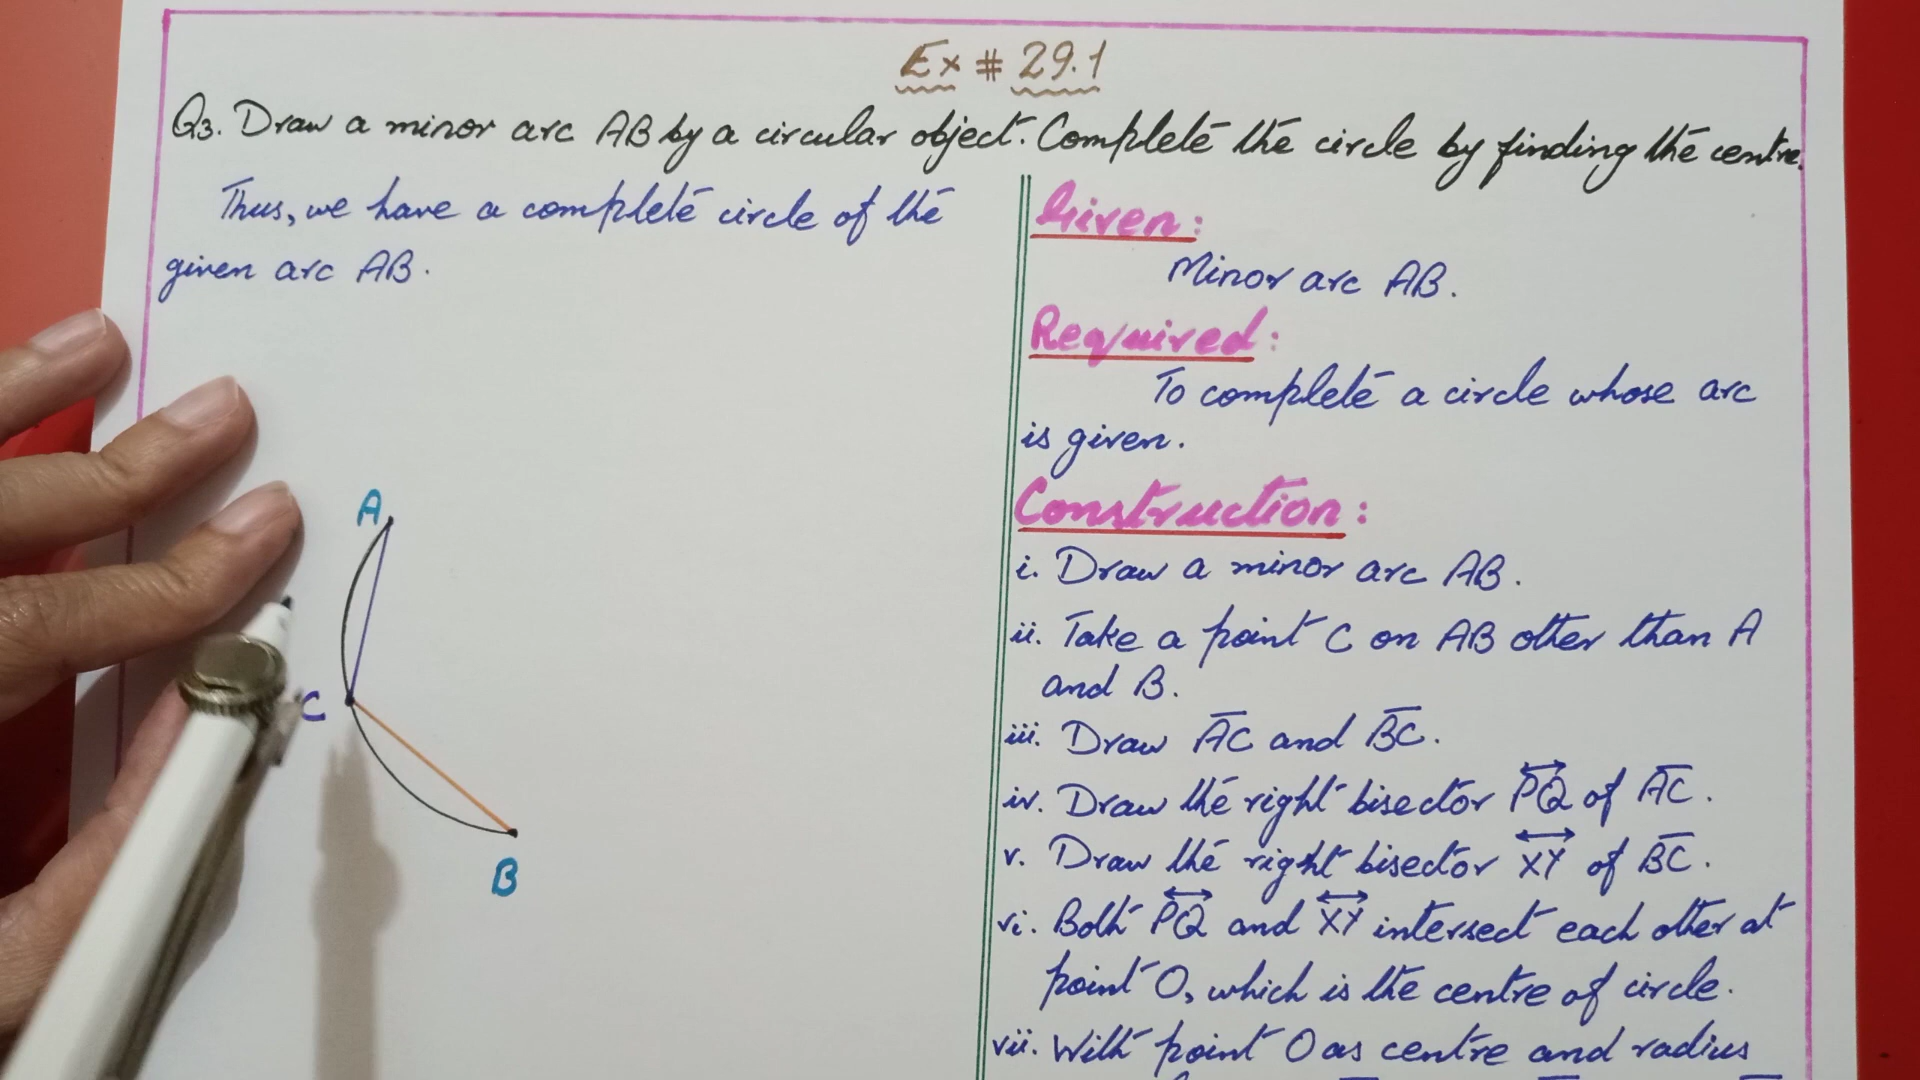 Ex # 29.1
Q3. Draw a minor arc AB by a circular object. Complete the circle by finding the centre.
Thus, we have a complete circle of the
given arc AB.
Given:
Minor arc AB.
Required:
To complete a circle whose arc
is given.
Construction:
i. Draw a minor arc AB.
ii. Take a point C on AB other than A
and B.
iii. Draw A̅C̅ and B̅C̅.
iv. Draw the right bisector PQ of A̅C̅.
v. Draw the right bisector XY of B̅C̅.
vi. Both PQ and XY intersect each other at
point O, which is the centre of circle.
vii. With point O as centre and radius
A
C
B